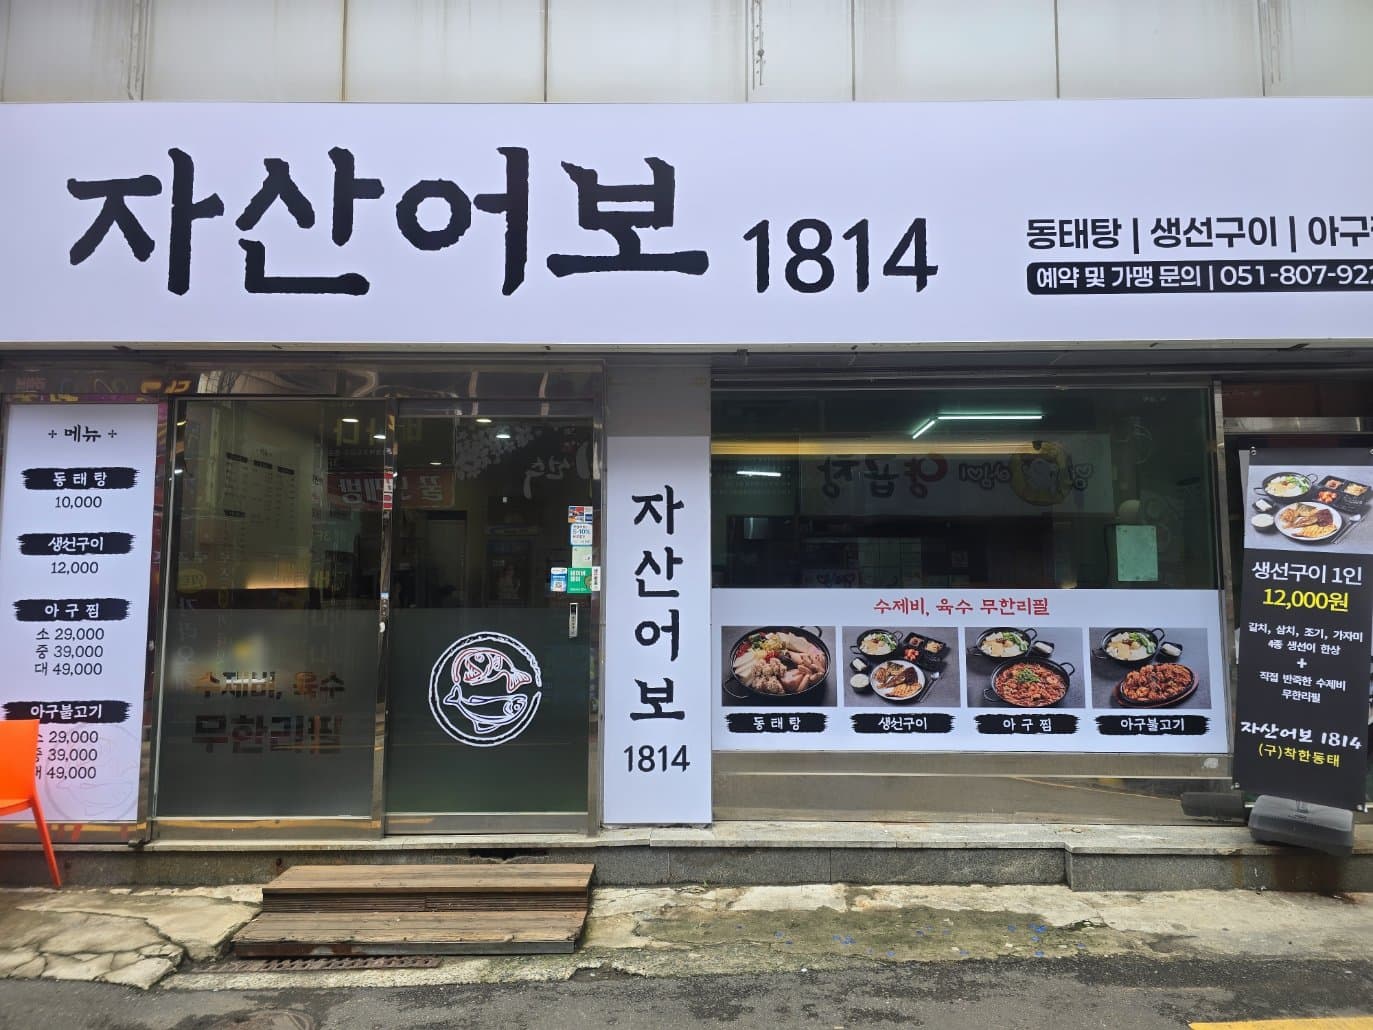 자산어보 1814
동태탕 | 생선구이 | 아구
예약 및 가맹 문의 | 051-807-922
메뉴
동태탕
10,000
생선구이
12,000
아구찜
소 29,000
중 39,000
대 49,000
아구불고기
소 29,000
중 39,000
대 49,000
수제비, 육수
무한리필
자산어보
1814
수제비, 육수 무한리필
동태탕
생선구이
아구찜
아구불고기
생선구이 1인
12,000원
갈치, 삼치, 조기, 가자미
4종 생선이 한상
+
직접 반죽한 수제비
무한리필
자산어보 1814
(구)착한동태